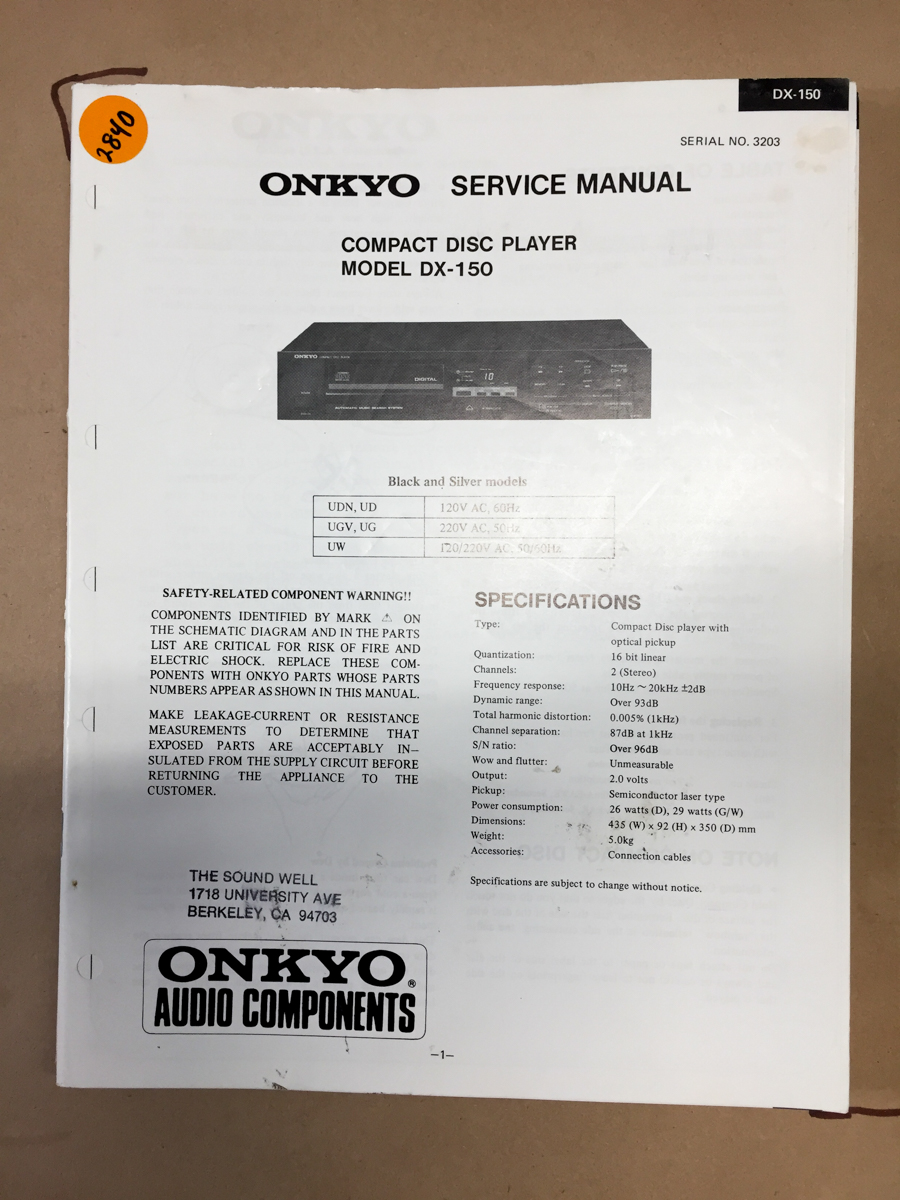 2840
DX-150
SERIAL NO. 3203
ONKYO SERVICE MANUAL
COMPACT DISC PLAYER
MODEL DX-150
ONKYO COMPACT DISC PLAYER
DIGITAL
10
AUTOMATIC MUSIC SEARCH SYSTEM
Black and Silver models
UDN, UD 120V AC, 60Hz
UGV, UG 220V AC, 50Hz
UW 120/220V AC, 50/60Hz
SAFETY-RELATED COMPONENT WARNING!!
COMPONENTS IDENTIFIED BY MARK ⚠ ON
THE SCHEMATIC DIAGRAM AND IN THE PARTS
LIST ARE CRITICAL FOR RISK OF FIRE AND
ELECTRIC SHOCK. REPLACE THESE COM-
PONENTS WITH ONKYO PARTS WHOSE PARTS
NUMBERS APPEAR AS SHOWN IN THIS MANUAL.
MAKE LEAKAGE-CURRENT OR RESISTANCE
MEASUREMENTS TO DETERMINE THAT
EXPOSED PARTS ARE ACCEPTABLY IN–
SULATED FROM THE SUPPLY CIRCUIT BEFORE
RETURNING THE APPLIANCE TO THE
CUSTOMER.
SPECIFICATIONS
Type: Compact Disc player with
optical pickup
Quantization: 16 bit linear
Channels: 2 (Stereo)
Frequency response: 10Hz ~ 20kHz ±2dB
Dynamic range: Over 93dB
Total harmonic distortion: 0.005% (1kHz)
Channel separation: 87dB at 1kHz
S/N ratio: Over 96dB
Wow and flutter: Unmeasurable
Output: 2.0 volts
Pickup: Semiconductor laser type
Power consumption: 26 watts (D), 29 watts (G/W)
Dimensions: 435 (W) x 92 (H) x 350 (D) mm
Weight: 5.0kg
Accessories: Connection cables
Specifications are subject to change without notice.
THE SOUND WELL
1718 UNIVERSITY AVE
BERKELEY, CA 94703
ONKYO®
AUDIO COMPONENTS
–1–